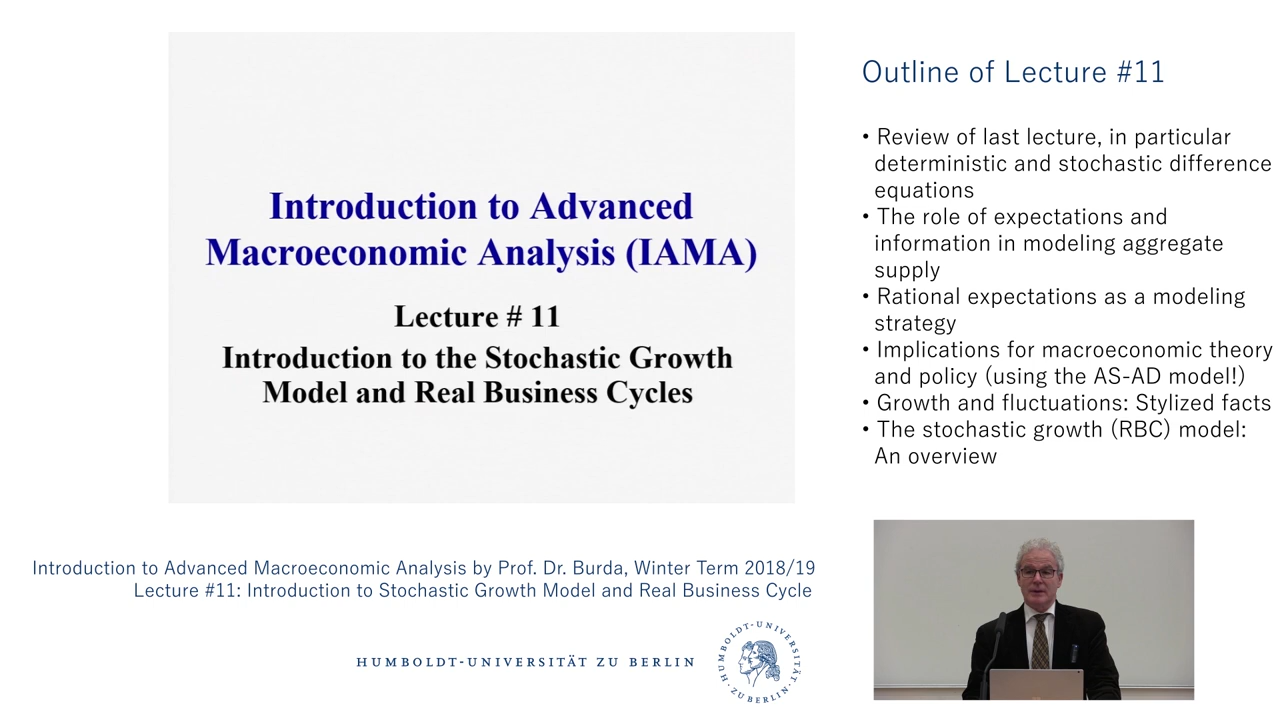 Introduction to Advanced
Macroeconomic Analysis (IAMA)
Lecture # 11
Introduction to the Stochastic Growth
Model and Real Business Cycles
Outline of Lecture #11
• Review of last lecture, in particular
deterministic and stochastic difference
equations
• The role of expectations and
information in modeling aggregate
supply
• Rational expectations as a modeling
strategy
• Implications for macroeconomic theory
and policy (using the AS-AD model!)
• Growth and fluctuations: Stylized facts
• The stochastic growth (RBC) model:
An overview
Introduction to Advanced Macroeconomic Analysis by Prof. Dr. Burda, Winter Term 2018/19
Lecture #11: Introduction to Stochastic Growth Model and Real Business Cycle
HUMBOLDT-UNIVERSITÄT ZU BERLIN
HUMBOLDT-UNIVERSITÄT · ZU BERLIN ·